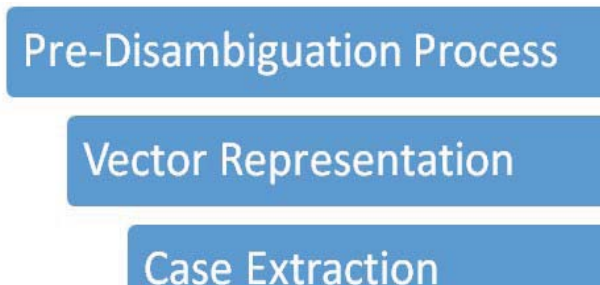 Pre-Disambiguation Process
Vector Representation
Case Extraction